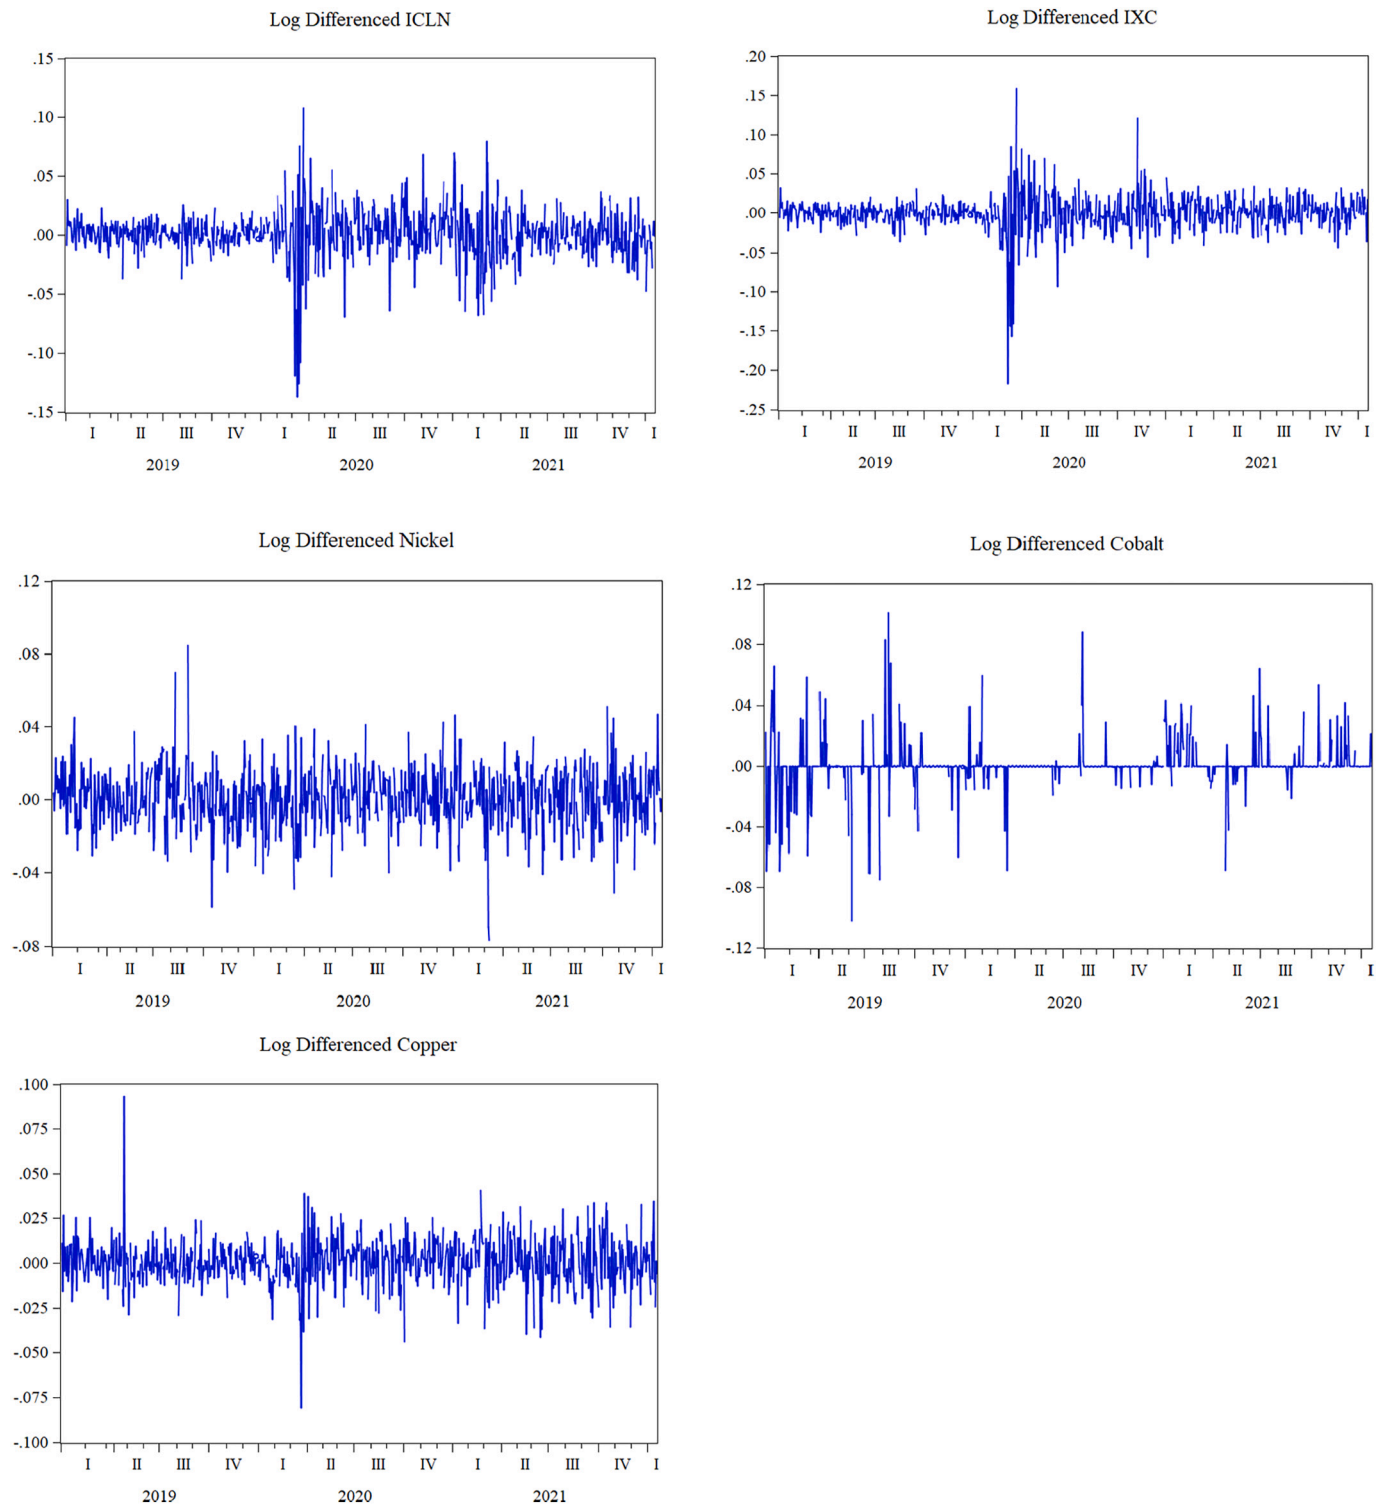 Log Differenced ICLN
.15
.10
.05
.00
-.05
-.10
-.15
I II III IV I II III IV I II III IV I
2019 2020 2021
Log Differenced IXC
.20
.15
.10
.05
.00
-.05
-.10
-.15
-.20
-.25
I II III IV I II III IV I II III IV I
2019 2020 2021
Log Differenced Nickel
.12
.08
.04
.00
-.04
-.08
I II III IV I II III IV I II III IV I
2019 2020 2021
Log Differenced Cobalt
.12
.08
.04
.00
-.04
-.08
-.12
I II III IV I II III IV I II III IV I
2019 2020 2021
Log Differenced Copper
.100
.075
.050
.025
.000
-.025
-.050
-.075
-.100
I II III IV I II III IV I II III IV I
2019 2020 2021